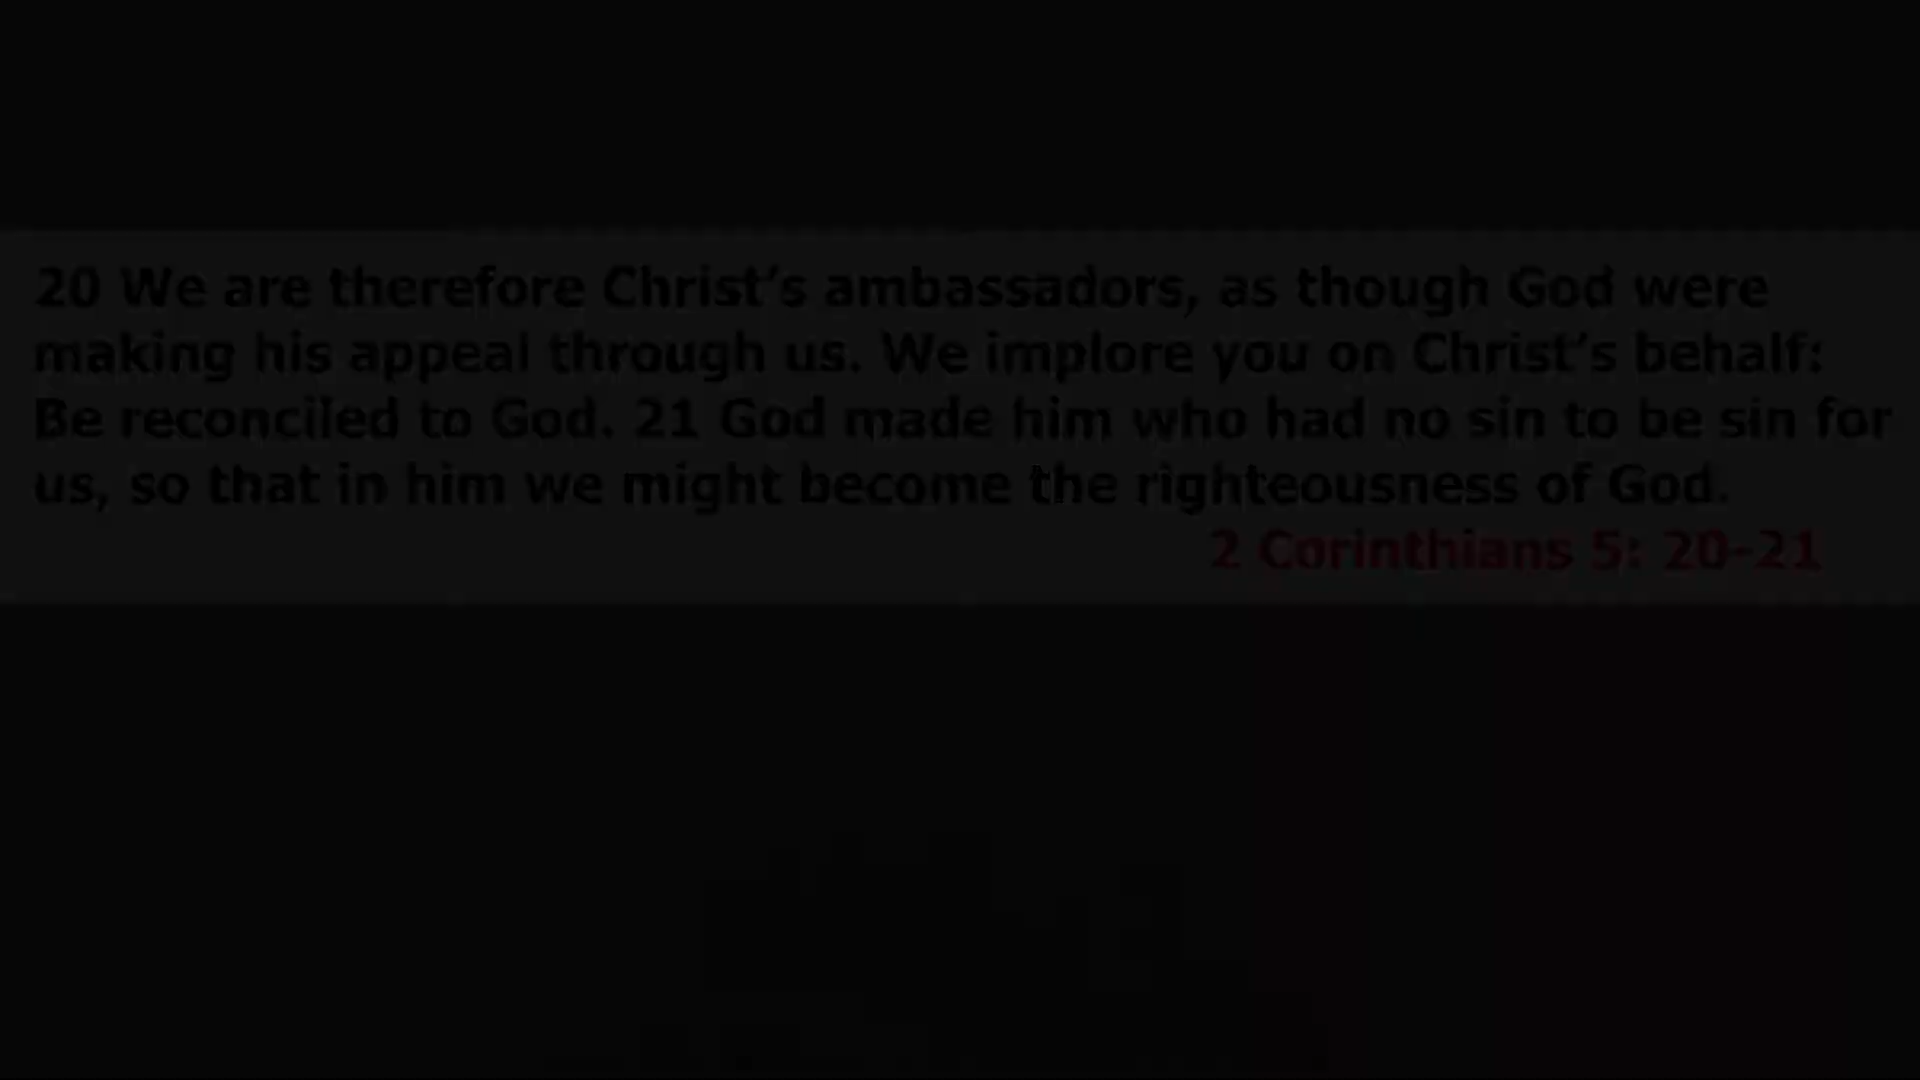 20 We are therefore Christ’s ambassadors, as though God were
making his appeal through us. We implore you on Christ’s behalf:
Be reconciled to God. 21 God made him who had no sin to be sin for
us, so that in him we might become the righteousness of God.
2 Corinthians 5: 20-21